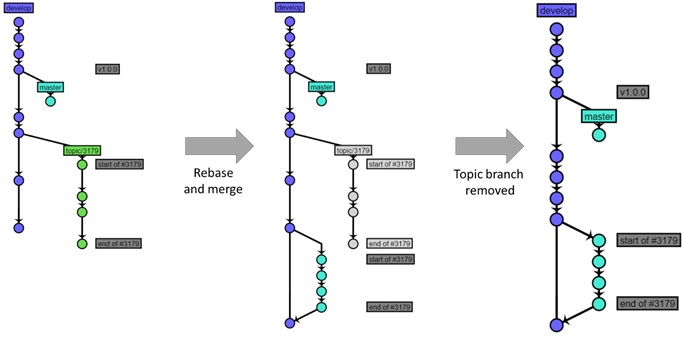 develop
v1.0.0
master
topic/3179
start of #3179
end of #3179
Rebase
and merge
develop
v1.0.0
master
topic/3179
start of #3179
end of #3179
start of #3179
end of #3179
Topic branch
removed
develop
v1.0.0
master
start of #3179
end of #3179